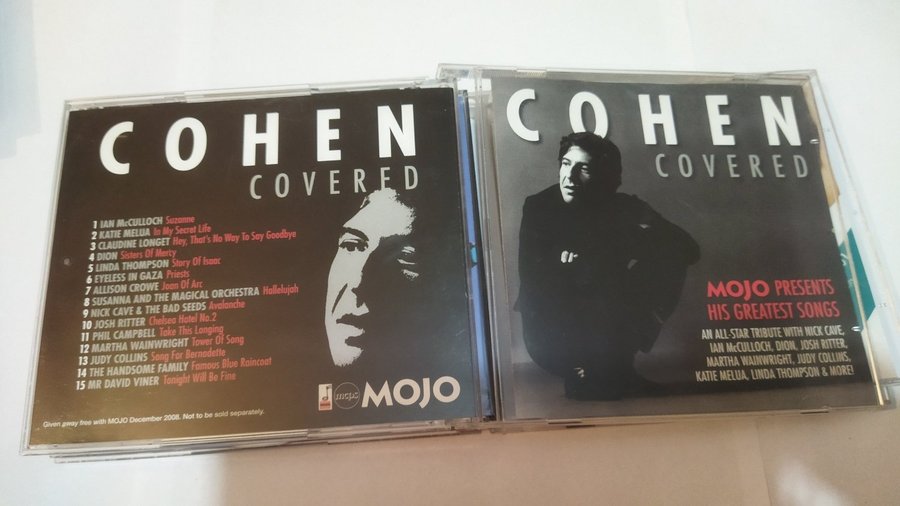 COHEN
COVERED
1 IAN McCULLOCH Suzanne
2 KATIE MELUA In My Secret Life
3 CLAUDINE LONGET Hey, That's No Way To Say Goodbye
4 DION Sisters Of Mercy
5 LINDA THOMPSON Story Of Isaac
6 EYELESS IN GAZA Priests
7 ALLISON CROWE Joan Of Arc
8 SUSANNA AND THE MAGICAL ORCHESTRA Hallelujah
9 NICK CAVE & THE BAD SEEDS Avalanche
10 JOSH RITTER Chelsea Hotel No.2
11 PHIL CAMPBELL Take This Longing
12 MARTHA WAINWRIGHT Tower Of Song
13 JUDY COLLINS Song For Bernadette
14 THE HANDSOME FAMILY Famous Blue Raincoat
15 MR DAVID VINER Tonight Will Be Fine
mcps
MOJO
Given away free with MOJO December 2008. Not to be sold separately.
COHEN
COVERED
MOJO PRESENTS
HIS GREATEST SONGS
AN ALL-STAR TRIBUTE WITH NICK CAVE,
IAN McCULLOCH, DION, JOSH RITTER,
MARTHA WAINWRIGHT, JUDY COLLINS,
KATIE MELUA, LINDA THOMPSON & MORE!